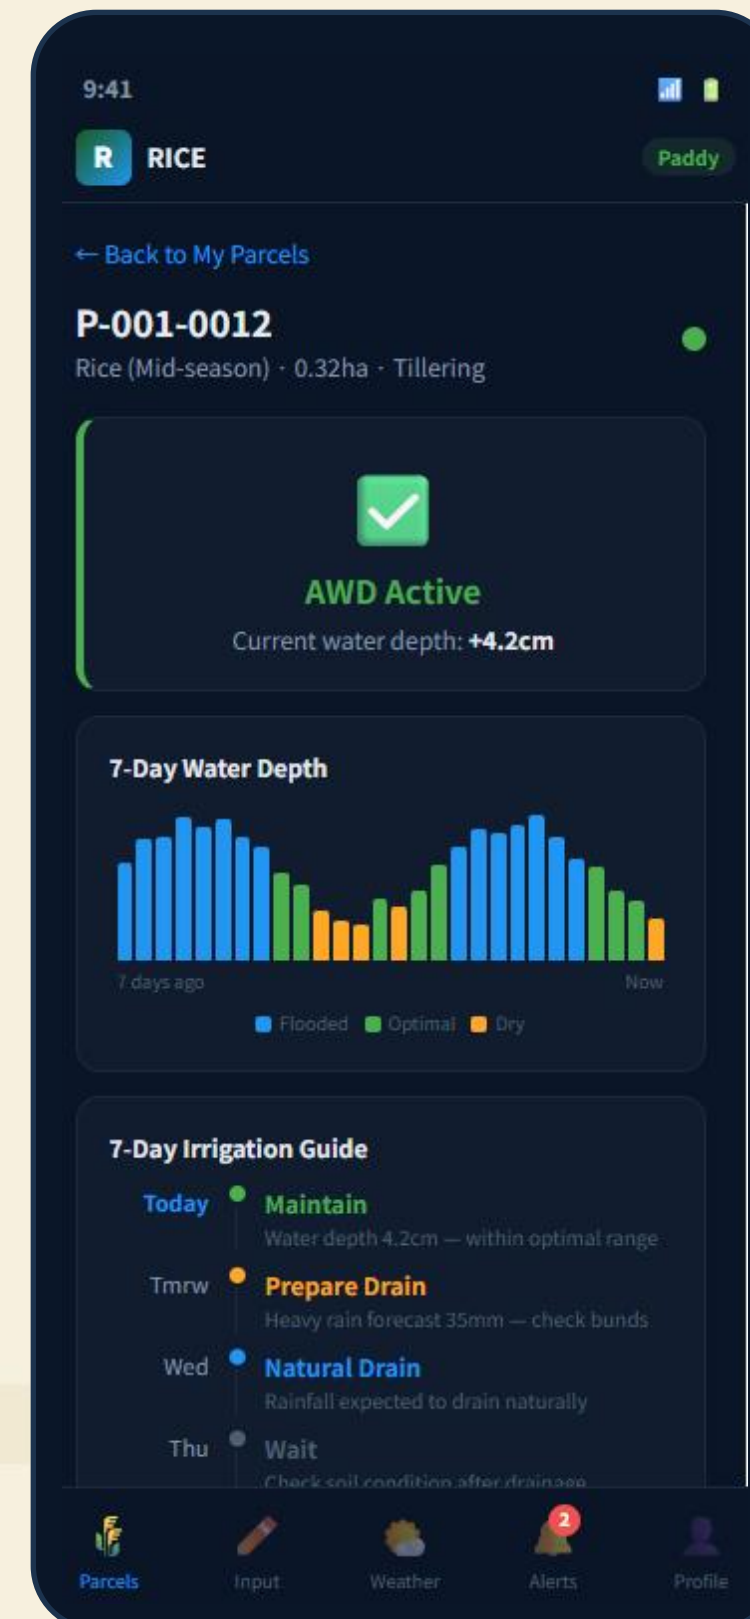 9:41
R RICE Paddy
← Back to My Parcels
P-001-0012
Rice (Mid-season) · 0.32ha · Tillering
AWD Active
Current water depth: +4.2cm
7-Day Water Depth
7 days ago Now
Flooded Optimal Dry
7-Day Irrigation Guide
Today Maintain
Water depth 4.2cm — within optimal range
Tmrw Prepare Drain
Heavy rain forecast 35mm — check bunds
Wed Natural Drain
Rainfall expected to drain naturally
Thu Wait
Check soil condition after drainage
2
Parcels Input Weather Alerts Profile